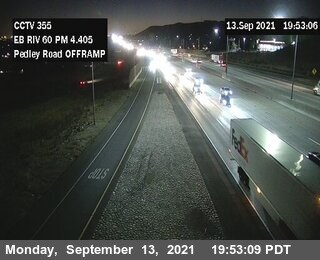 CCTV 355
EB RIV 60 PM 4.405
Pedley Road OFFRAMP
13.Sep 2021 19:53:06
FedEx
STOP
Monday, September 13, 2021 19:53:09 PDT